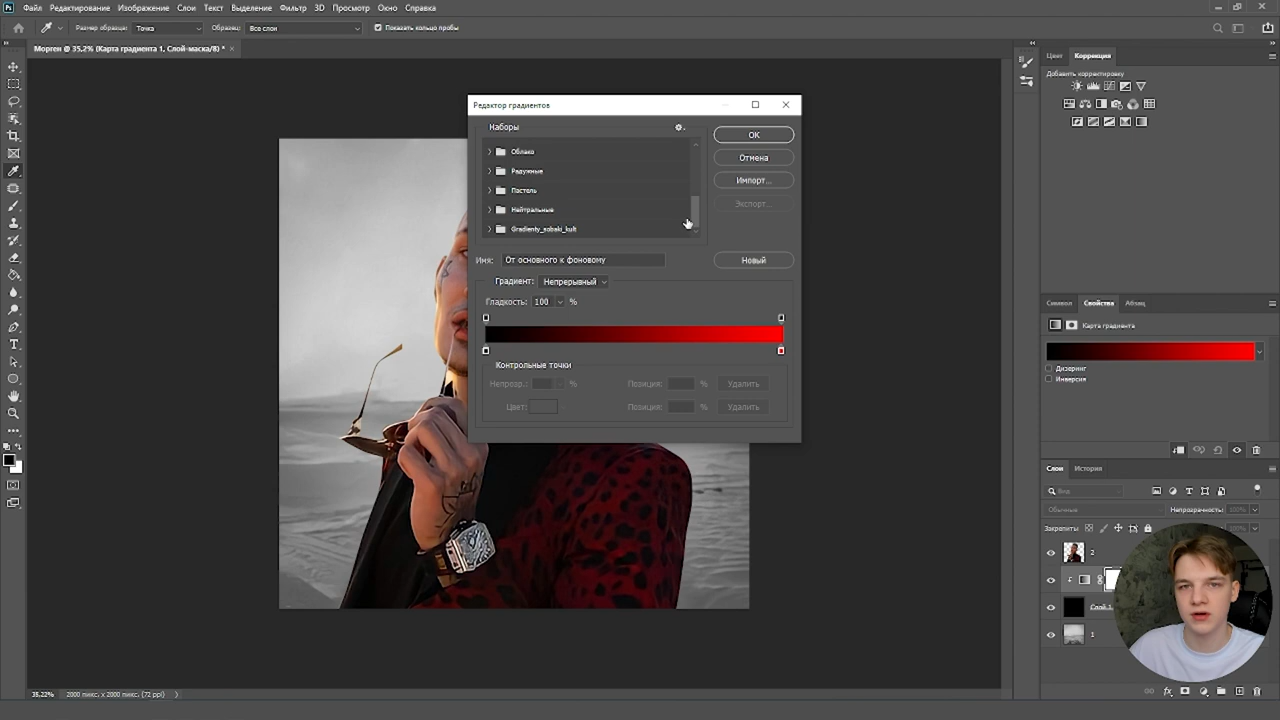 Файл Редактирование Изображение Слои Текст Выделение Фильтр 3D Просмотр Окно Справка
Размер образца: Точка Образец: Все слои Показать кольцо пробы
Морген @ 35.2% (Карта градиента 1, Слой-маска/8) * ×
Цвет Коррекция
Добавить корректировку
Редактор градиентов
Наборы
Облако
Радужные
Пастель
Нейтральные
Gradienty_sobaki_kult
ОК
Отмена
Импорт...
Экспорт...
Имя: От основного к фоновому Новый
Градиент: Непрерывный
Гладкость: 100 %
Контрольные точки
Непрозр.: % Позиция: % Удалить
Цвет: Позиция: % Удалить
Символ Свойства Абзац
Карта градиента
Дизеринг
Инверсия
Слои История
Вид
Обычные Непрозрачность: 100%
Закрепить:
2
Слой 1
1
35.22% 2000 пикс. x 2000 пикс. (72 ppi)